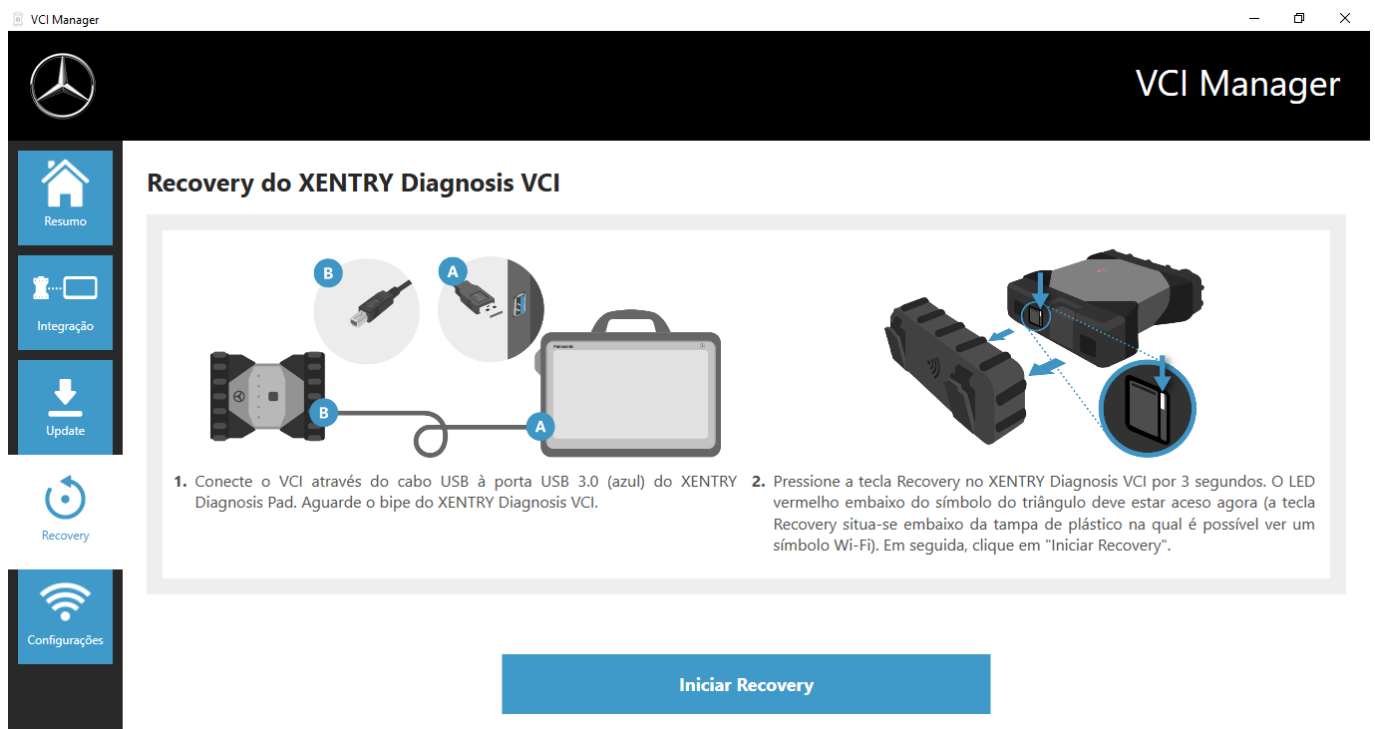 VCI Manager
VCI Manager
Resumo
Integração
Update
Recovery
Configurações
Recovery do XENTRY Diagnosis VCI
B
A
B
A
Panasonic
1. Conecte o VCI através do cabo USB à porta USB 3.0 (azul) do XENTRY
Diagnosis Pad. Aguarde o bipe do XENTRY Diagnosis VCI.
2. Pressione a tecla Recovery no XENTRY Diagnosis VCI por 3 segundos. O LED
vermelho embaixo do símbolo do triângulo deve estar aceso agora (a tecla
Recovery situa-se embaixo da tampa de plástico na qual é possível ver um
símbolo Wi-Fi). Em seguida, clique em "Iniciar Recovery".
Iniciar Recovery